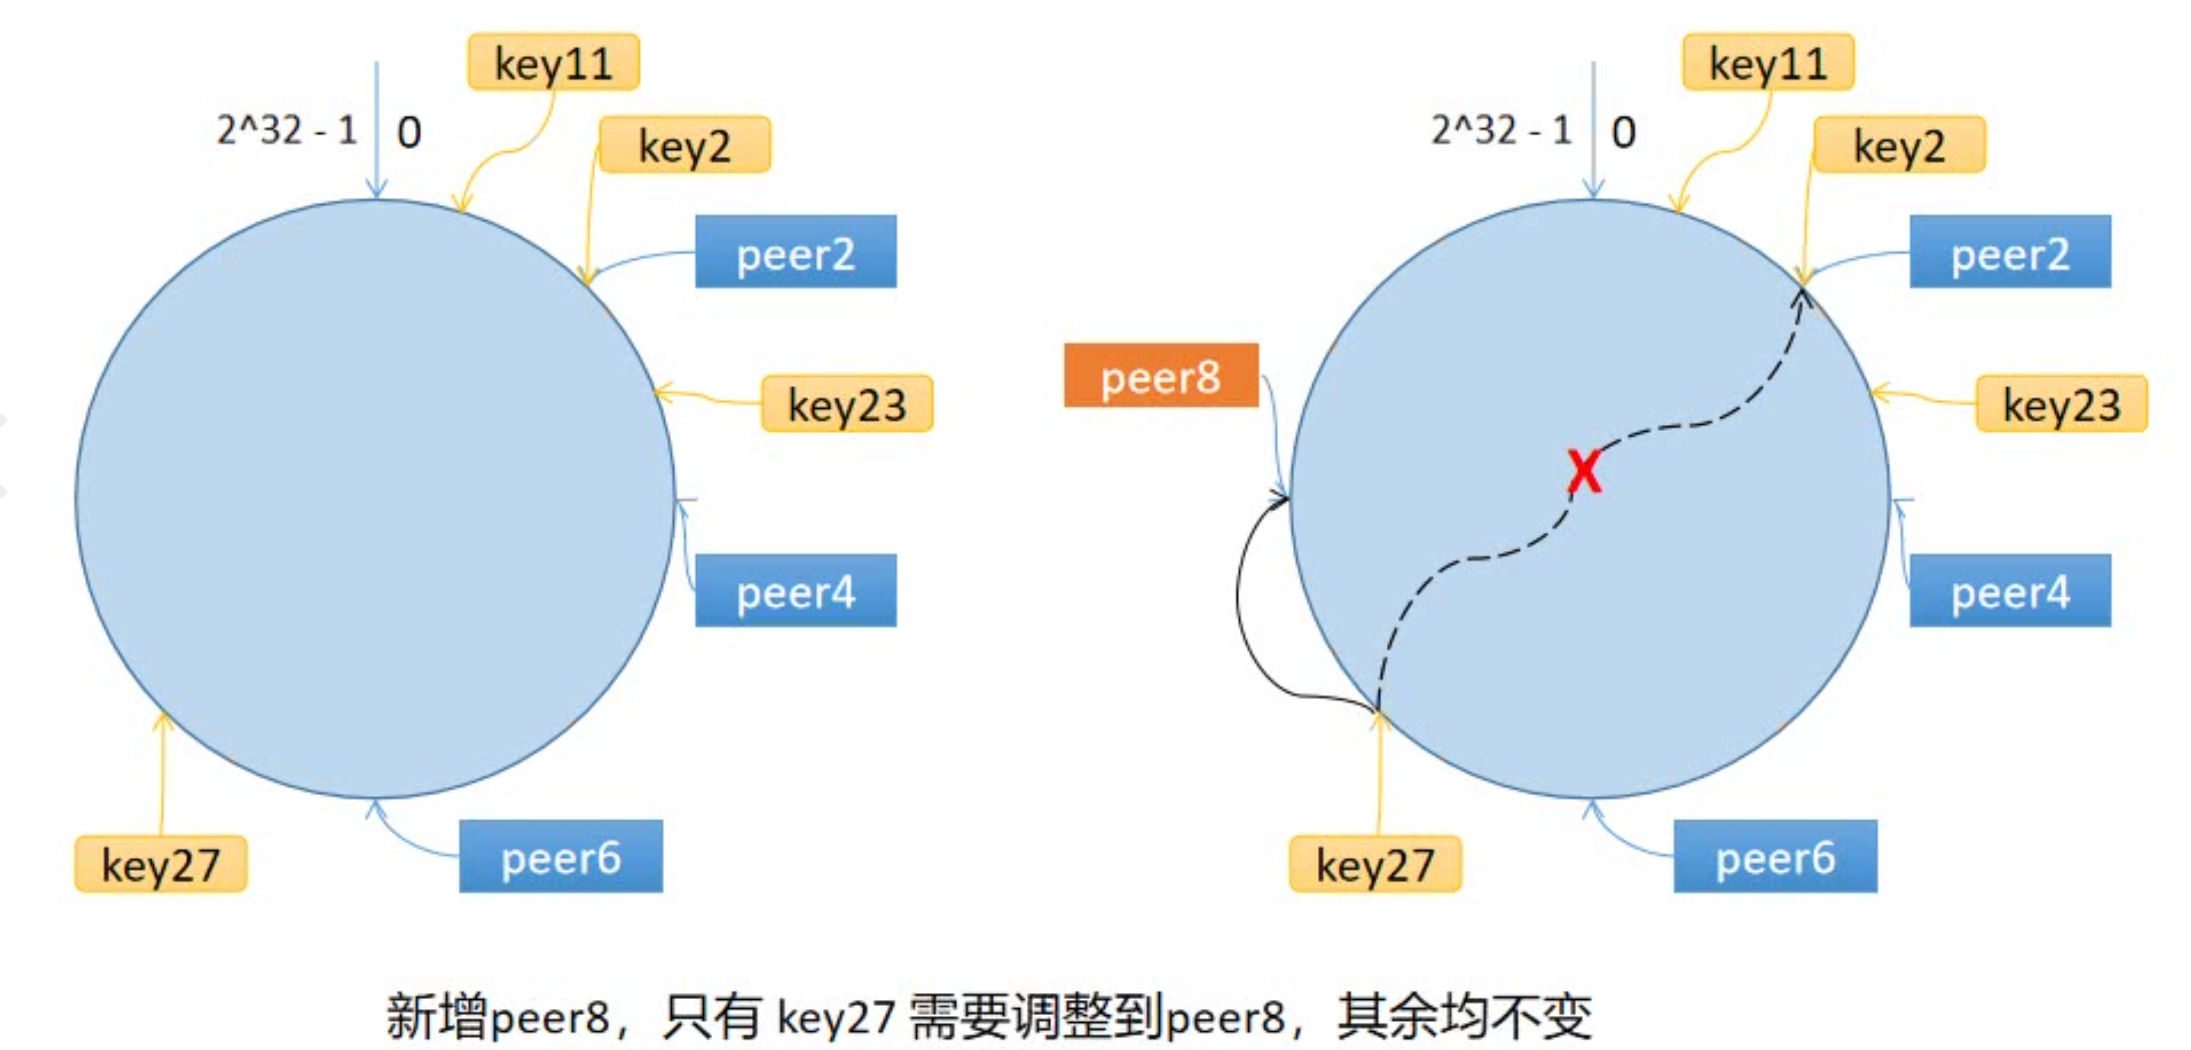 key11
2^32 - 1
0
key2
peer2
key23
peer4
key27
peer6
key11
2^32 - 1
0
key2
peer2
peer8
X
key23
peer4
key27
peer6
新增peer8，只有 key27 需要调整到peer8，其余均不变